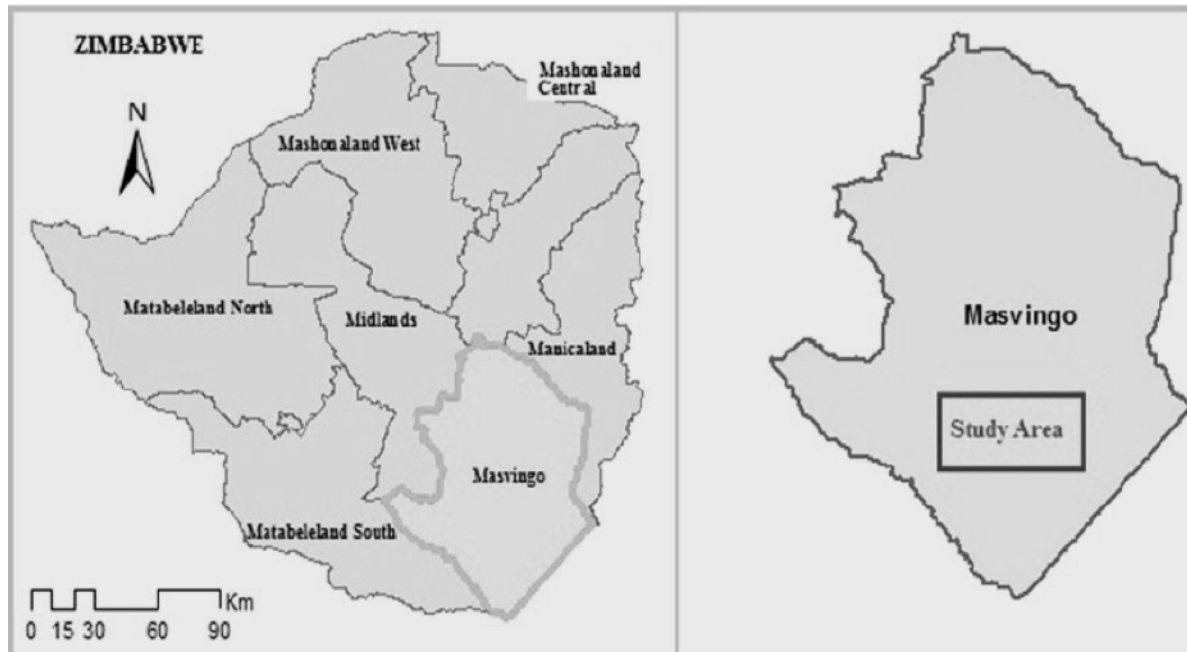 ZIMBABWE
N
Mashonaland
Central
Mashonaland West
Matabeleland North
Midlands
Manicaland
Masvingo
Matabeleland South
Km
0 15 30 60 90
Masvingo
Study Area